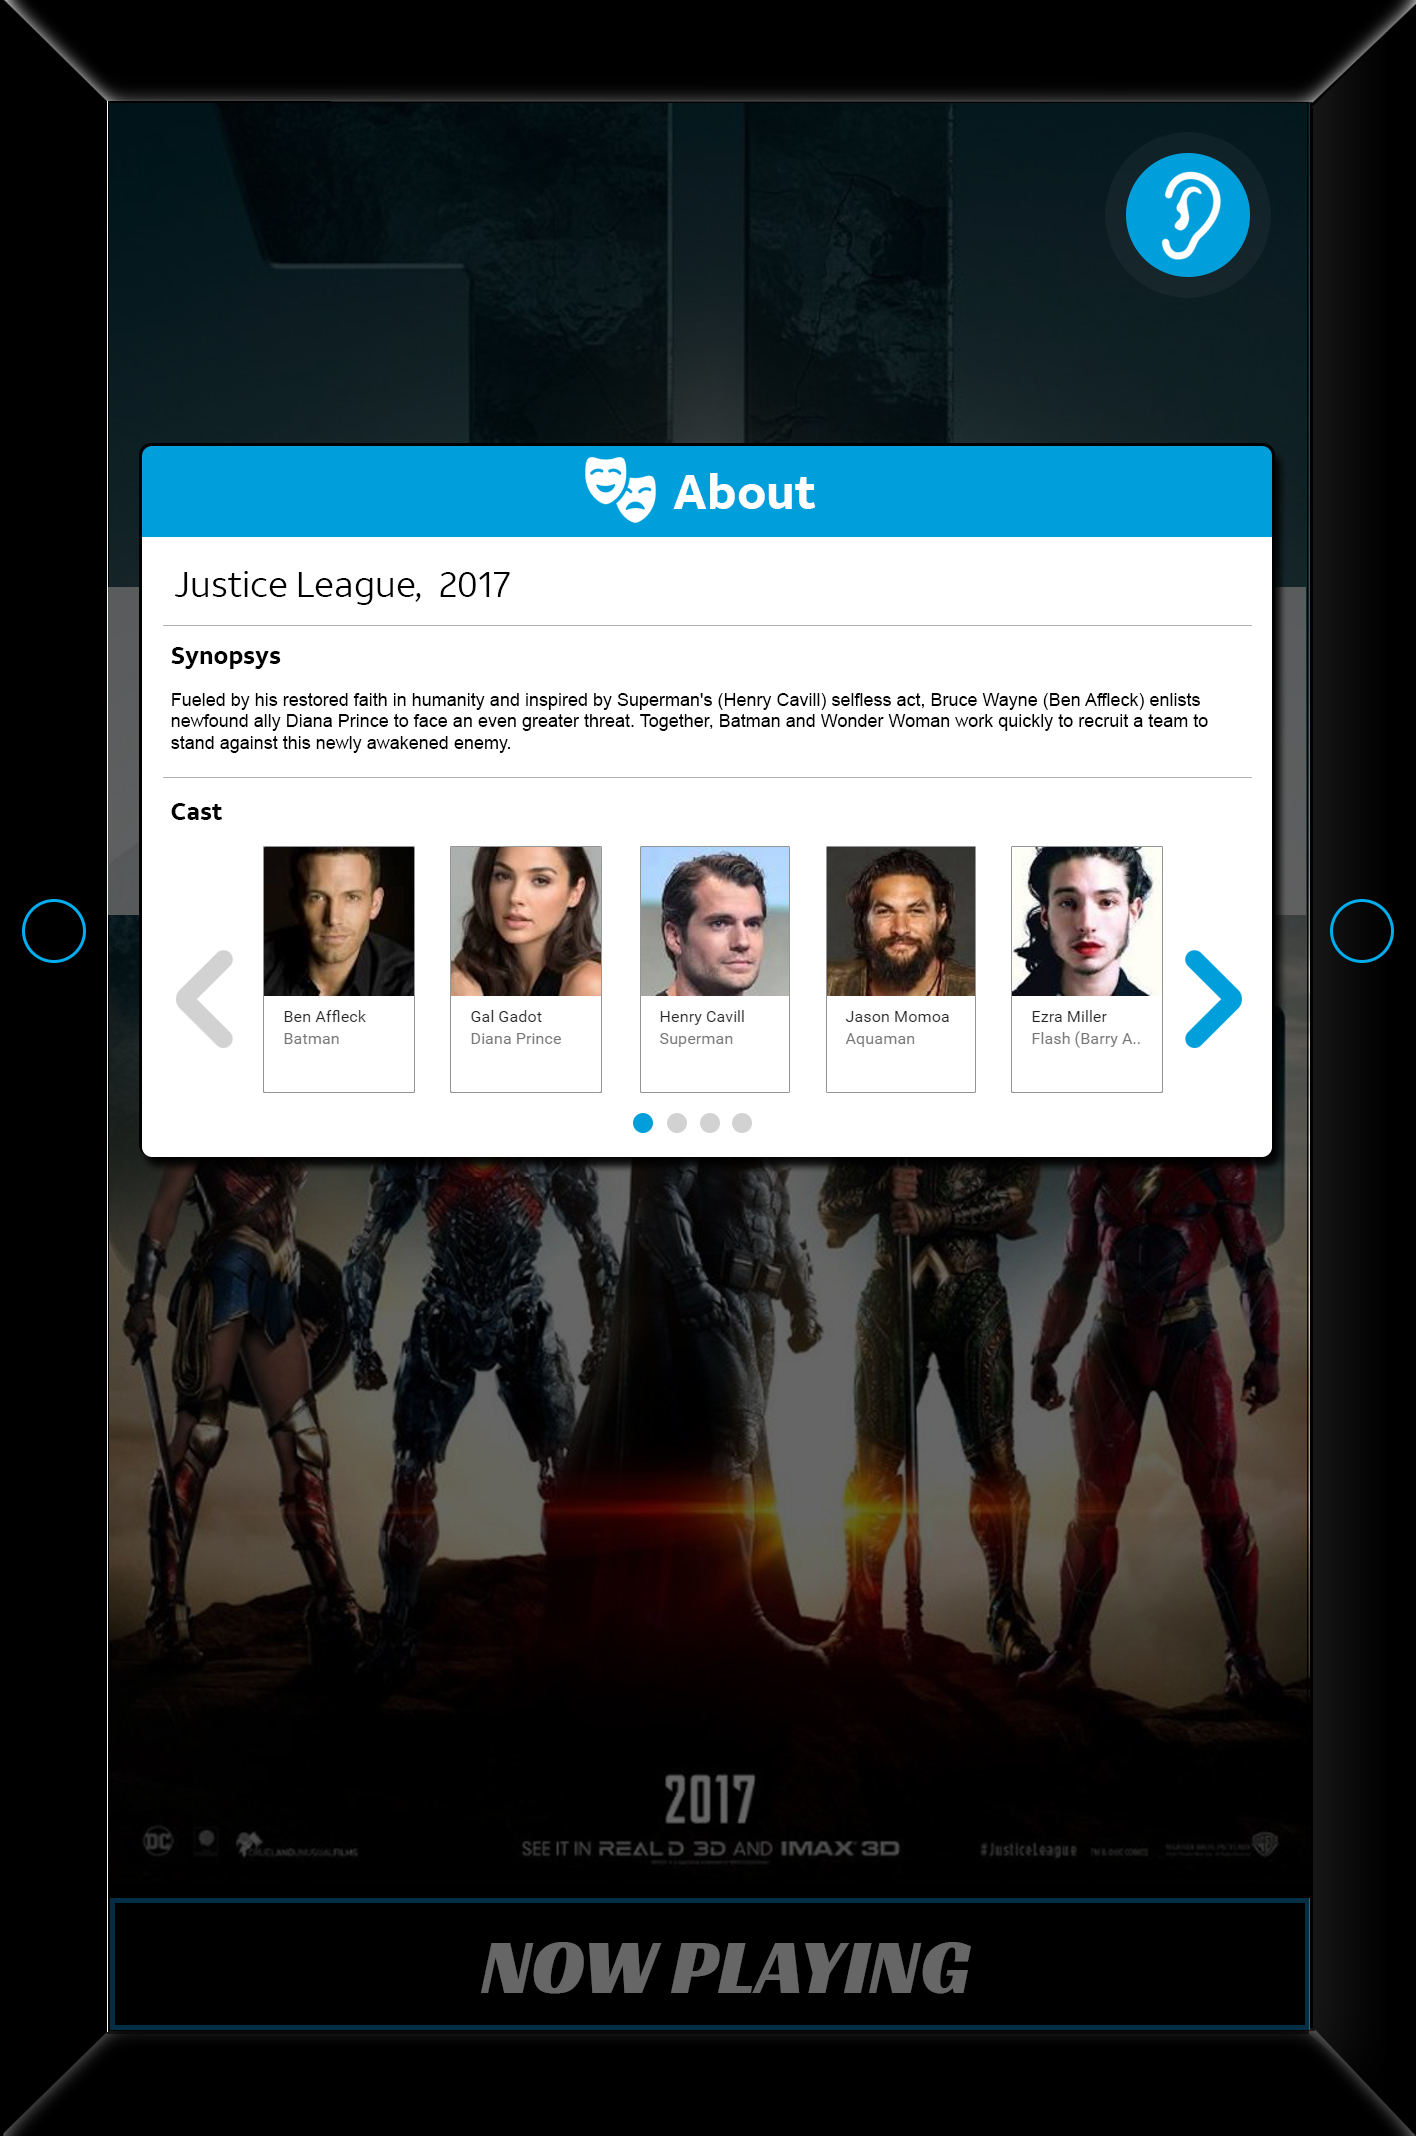 About
Justice League, 2017
Synopsys
Fueled by his restored faith in humanity and inspired by Superman's (Henry Cavill) selfless act, Bruce Wayne (Ben Affleck) enlists
newfound ally Diana Prince to face an even greater threat. Together, Batman and Wonder Woman work quickly to recruit a team to
stand against this newly awakened enemy.
Cast
Ben Affleck
Batman
Gal Gadot
Diana Prince
Henry Cavill
Superman
Jason Momoa
Aquaman
Ezra Miller
Flash (Barry A..
2017
DC
SEE IT IN REAL D 3D AND IMAX 3D
#JusticeLeague
NOW PLAYING